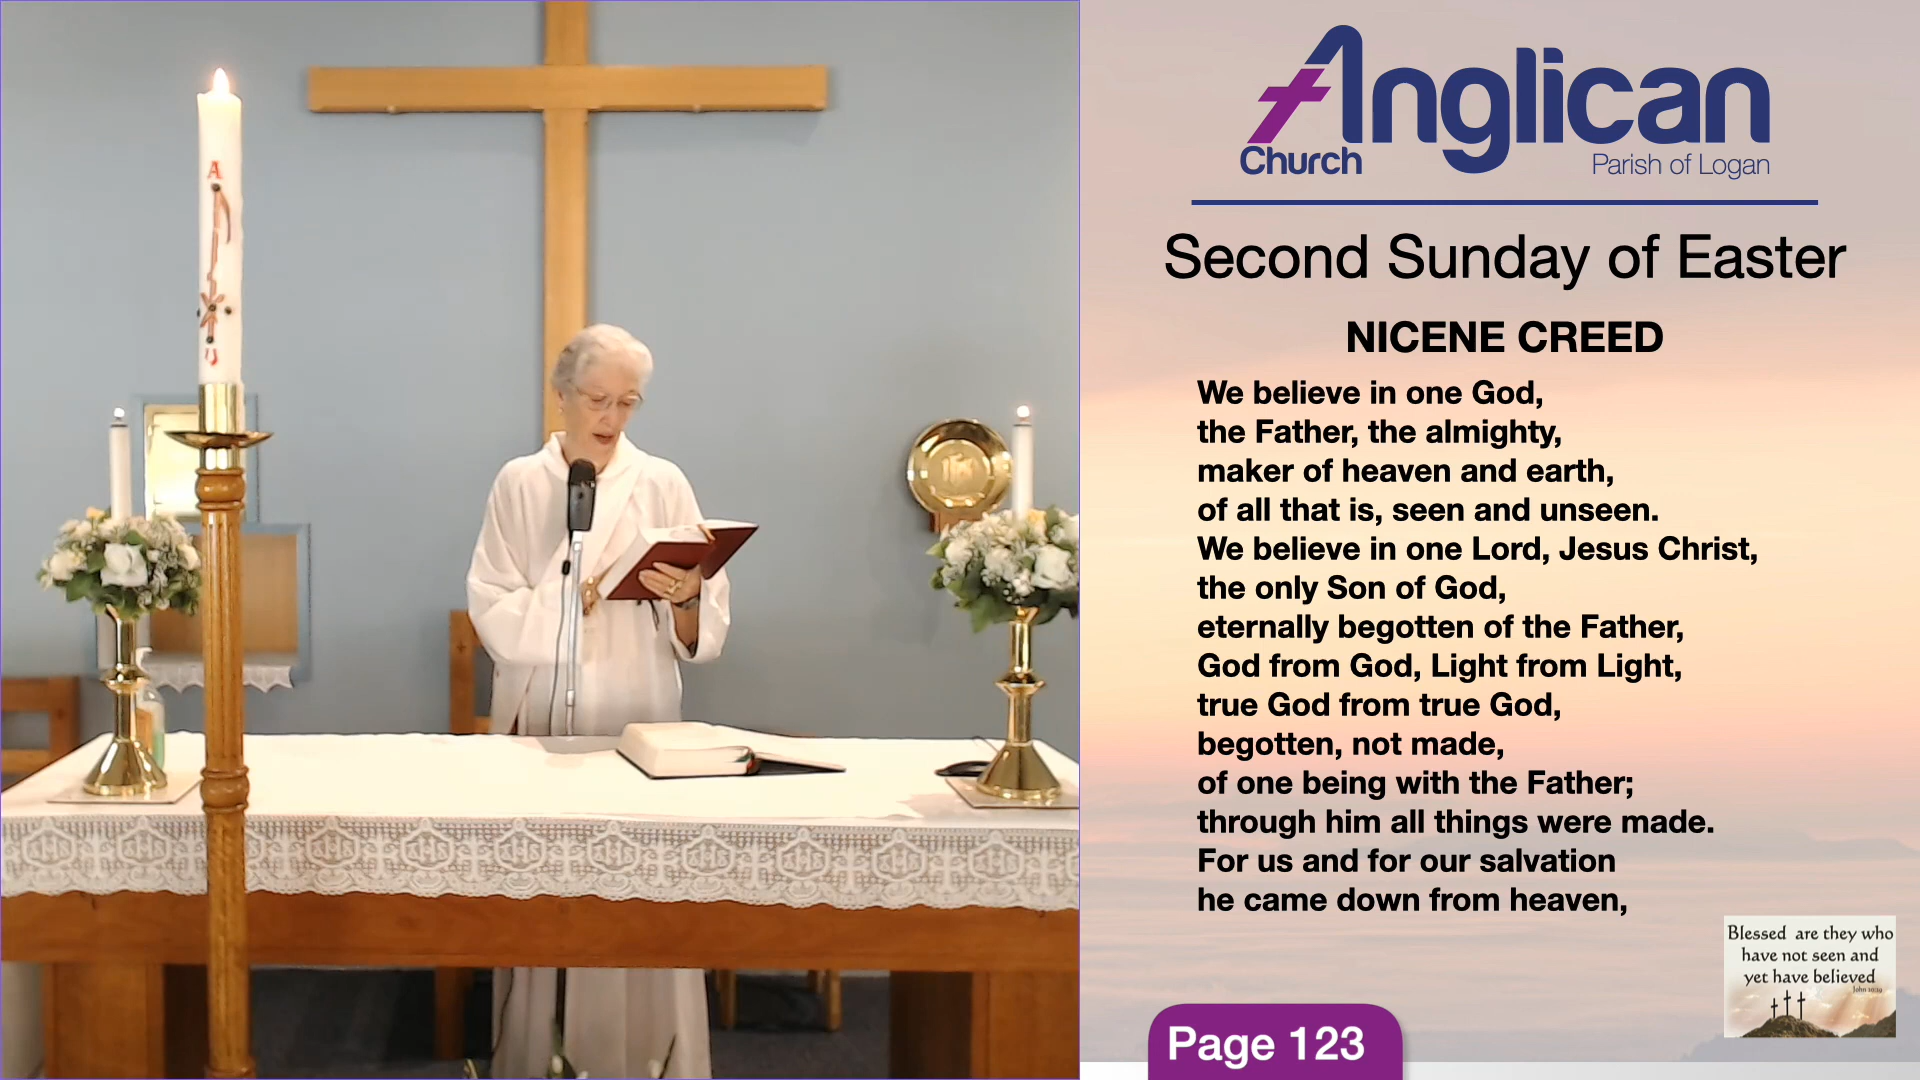 A
Anglican
Church
Parish of Logan
Second Sunday of Easter
NICENE CREED
We believe in one God,
the Father, the almighty,
maker of heaven and earth,
of all that is, seen and unseen.
We believe in one Lord, Jesus Christ,
the only Son of God,
eternally begotten of the Father,
God from God, Light from Light,
true God from true God,
begotten, not made,
of one being with the Father;
through him all things were made.
For us and for our salvation
he came down from heaven,
Blessed are they who
have not seen and
yet have believed
John 20:29
Page 123